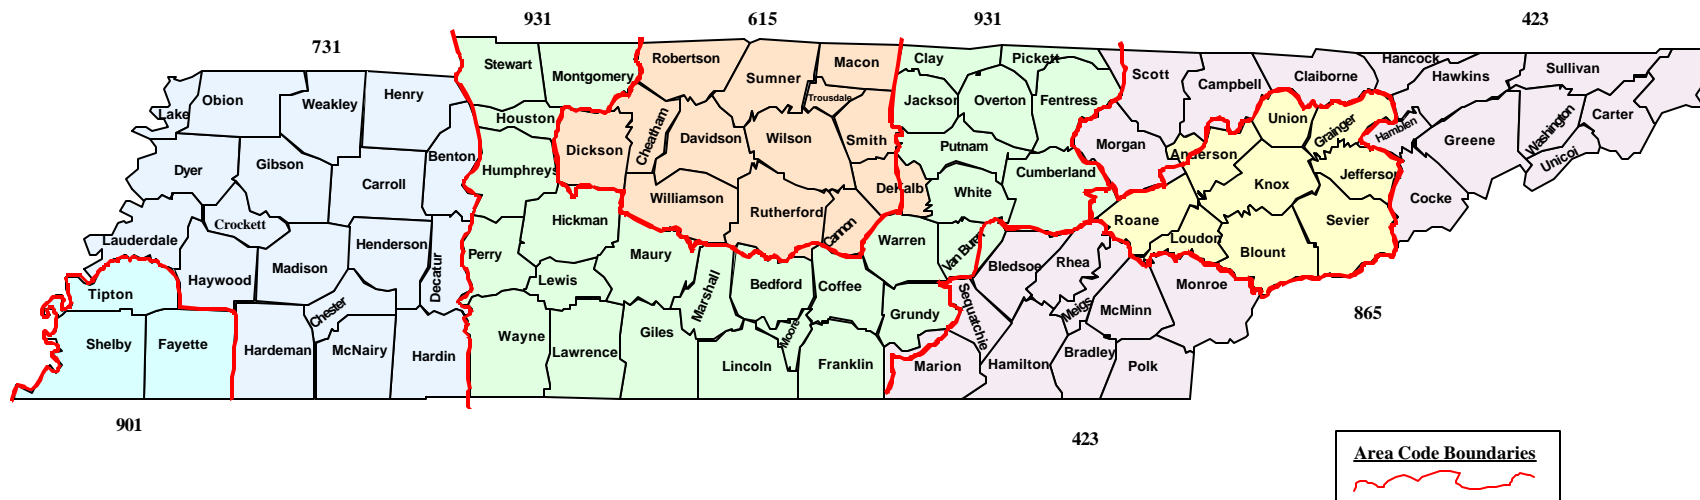 931
615
931
423
731
Stewart
Montgomery
Robertson
Sumner
Macon
Clay
Pickett
Scott
Campbell
Claiborne
Hancock
Hawkins
Sullivan
Lake
Obion
Weakley
Henry
Houston
Trousdale
Jackson
Overton
Fentress
Union
Grainger
Hamblen
Greene
Washington
Carter
Unicoi
Dyer
Gibson
Carroll
Benton
Humphreys
Dickson
Cheatham
Davidson
Wilson
Smith
Putnam
Morgan
Anderson
Knox
Jefferson
Cocke
Crockett
Lauderdale
Haywood
Madison
Henderson
Decatur
Perry
Hickman
Williamson
Rutherford
Cannon
DeKalb
White
Cumberland
Roane
Loudon
Blount
Sevier
Tipton
Chester
Lewis
Maury
Marshall
Bedford
Coffee
Warren
Van Buren
Bledsoe
Rhea
Meigs
McMinn
Monroe
Shelby
Fayette
Hardeman
McNairy
Hardin
Wayne
Lawrence
Giles
Moore
Lincoln
Franklin
Grundy
Sequatchie
Marion
Hamilton
Bradley
Polk
865
901
423
Area Code Boundaries